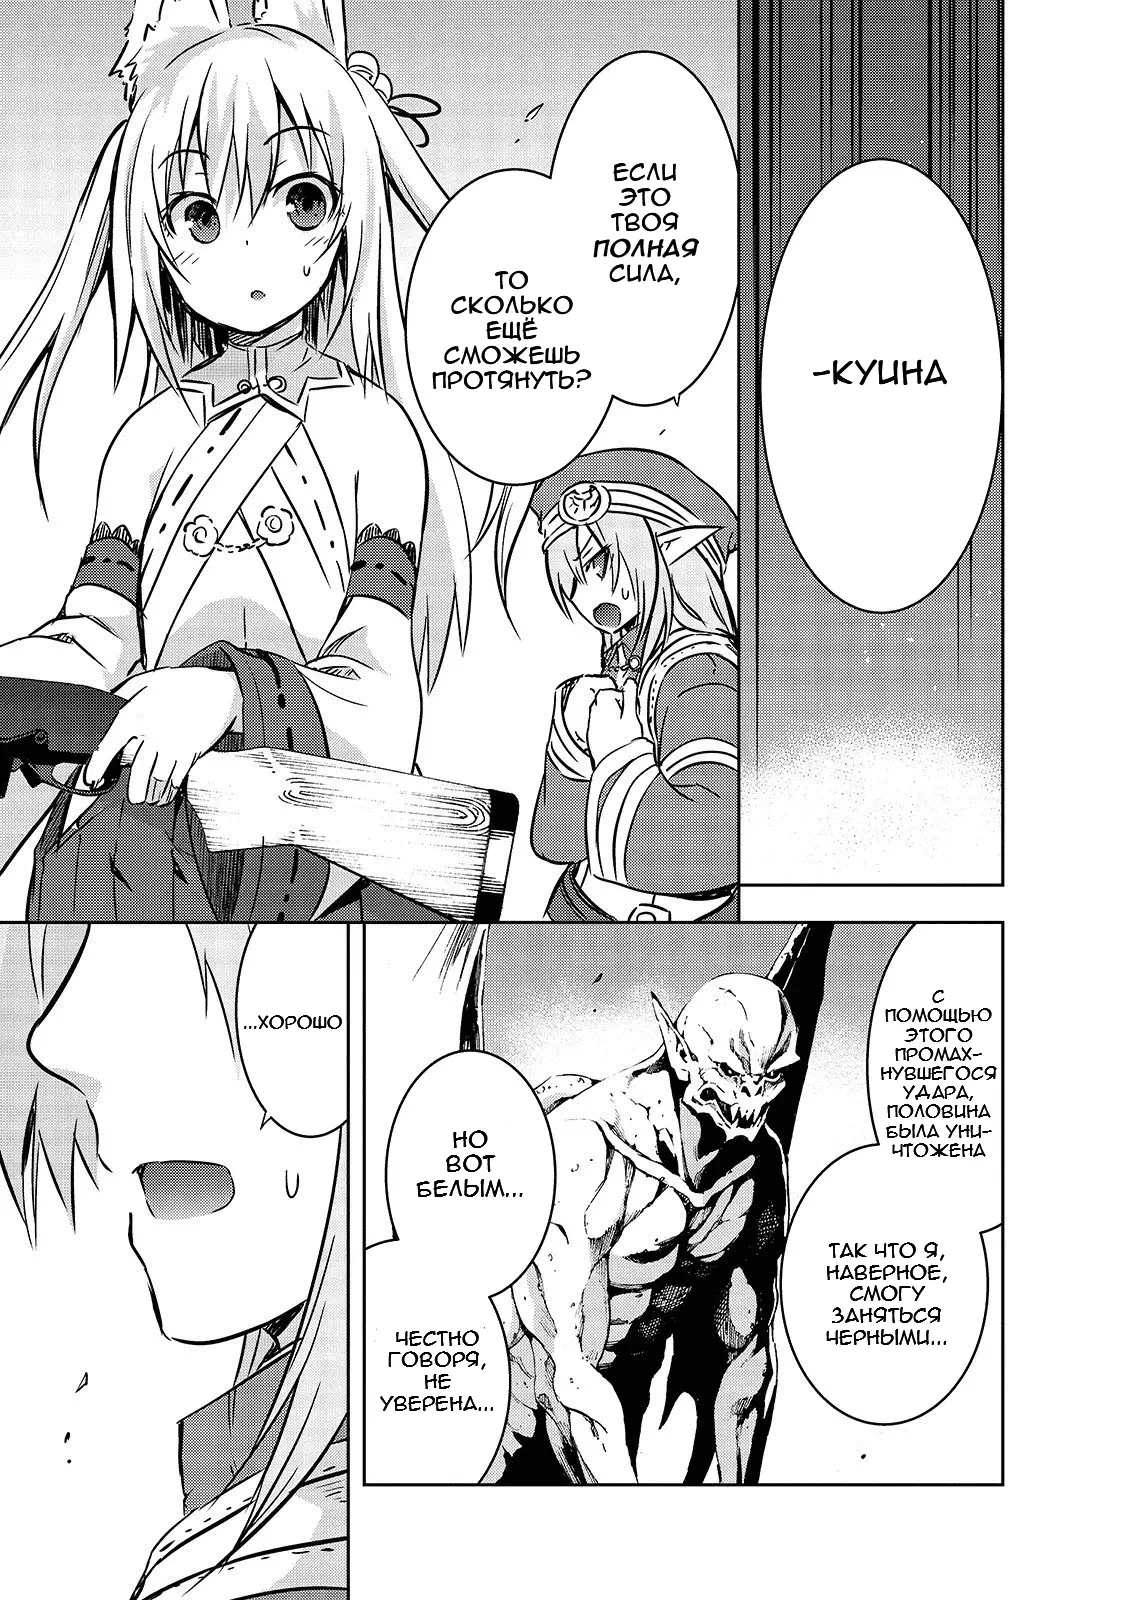 -КУИНА
ЕСЛИ
ЭТО
ТВОЯ
ПОЛНАЯ
СИЛА,
ТО
СКОЛЬКО
ЕЩЁ
СМОЖЕШЬ
ПРОТЯНУТЬ?
С
ПОМОЩЬЮ
ЭТОГО
ПРОМАХ-
НУВШЕГОСЯ
УДАРА,
ПОЛОВИНА
БЫЛА УНИ-
ЧТОЖЕНА
ТАК ЧТО Я,
НАВЕРНОЕ,
СМОГУ
ЗАНЯТЬСЯ
ЧЕРНЫМИ...
НО
ВОТ
БЕЛЫМ...
ЧЕСТНО
ГОВОРЯ,
НЕ
УВЕРЕНА...
...ХОРОШО